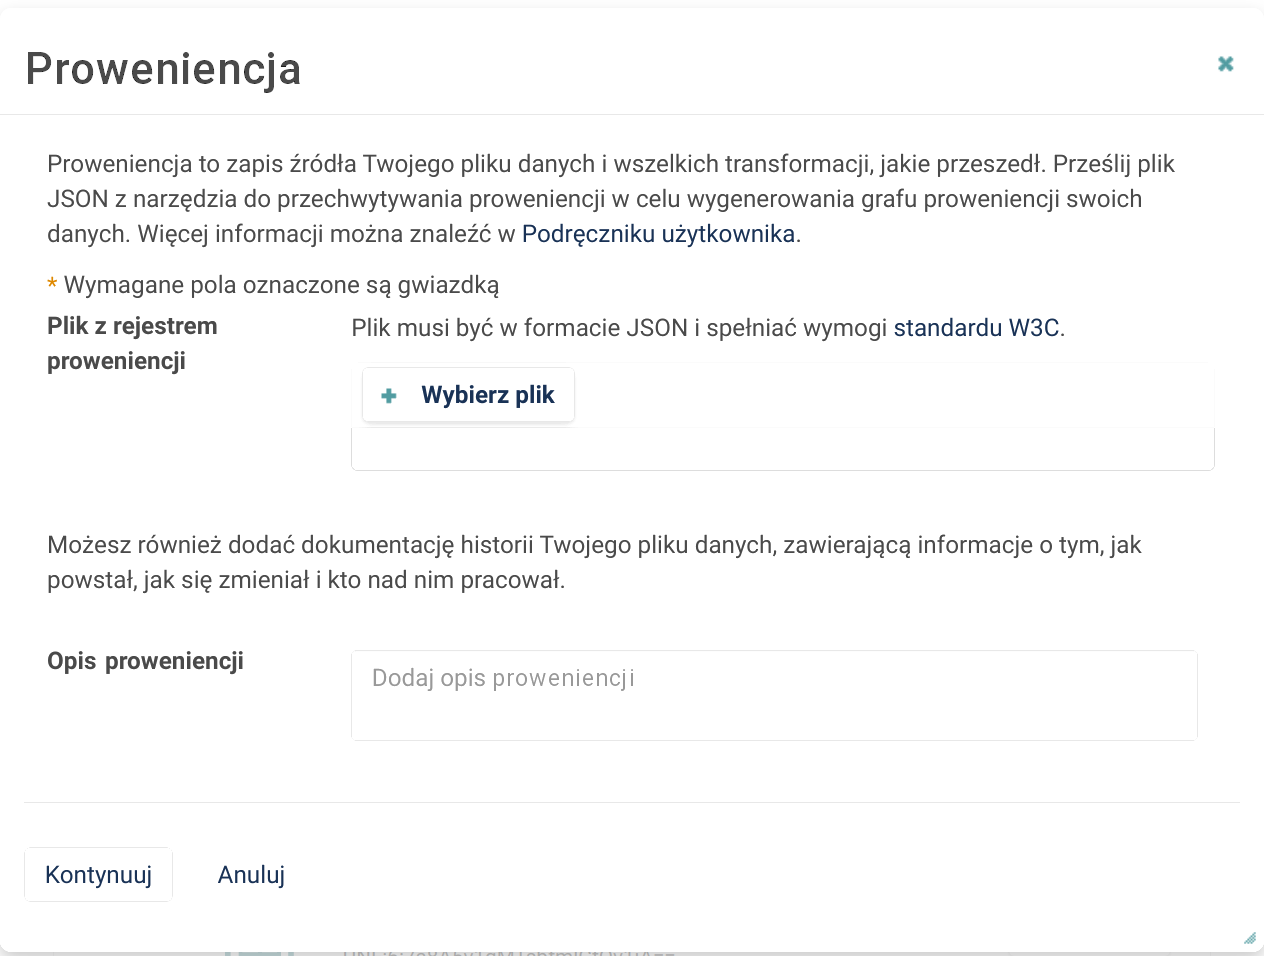 Proweniencja
Proweniencja to zapis źródła Twojego pliku danych i wszelkich transformacji, jakie przeszedł. Prześlij plik
JSON z narzędzia do przechwytywania proweniencji w celu wygenerowania grafu proweniencji swoich
danych. Więcej informacji można znaleźć w Podręczniku użytkownika.
* Wymagane pola oznaczone są gwiazdką
Plik z rejestrem
proweniencji
Plik musi być w formacie JSON i spełniać wymogi standardu W3C.
Wybierz plik
Możesz również dodać dokumentację historii Twojego pliku danych, zawierającą informacje o tym, jak
powstał, jak się zmieniał i kto nad nim pracował.
Opis proweniencji
Dodaj opis proweniencji
Kontynuuj
Anuluj